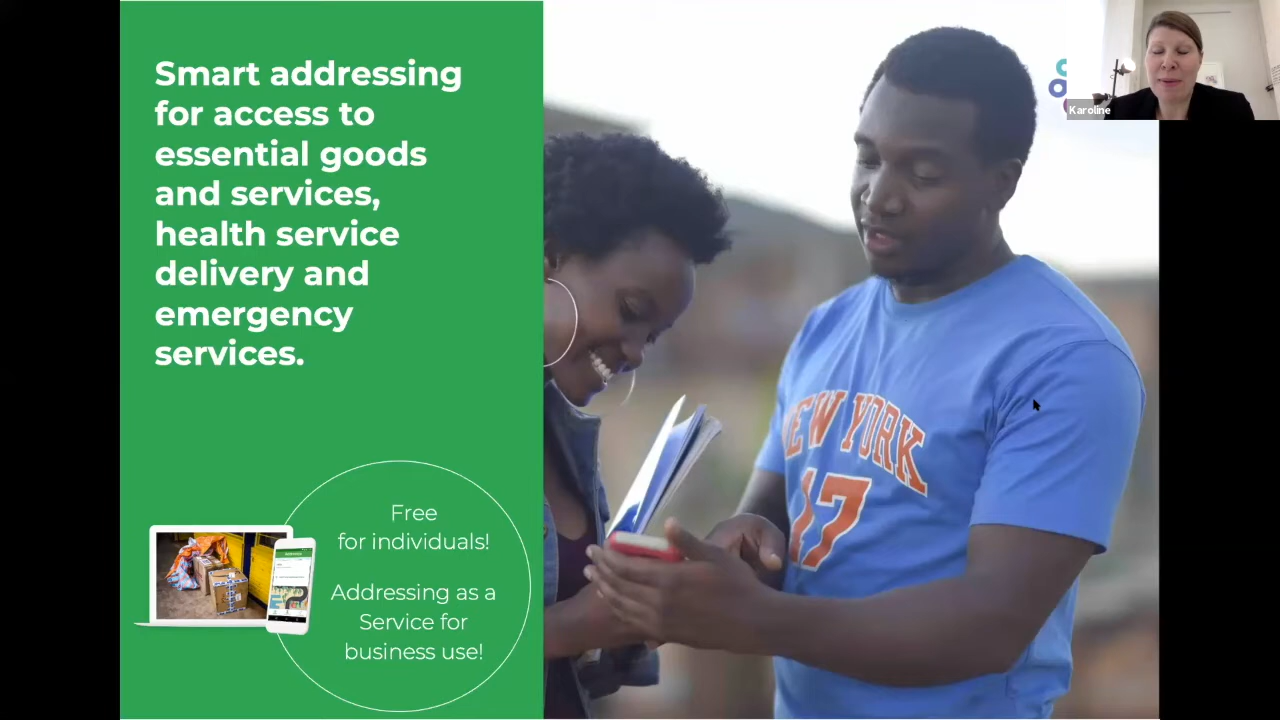 Smart addressing
for access to
essential goods
and services,
health service
delivery and
emergency
services.
Free
for individuals!
Addressing as a
Service for
business use!
NEW YORK
17
Karoline